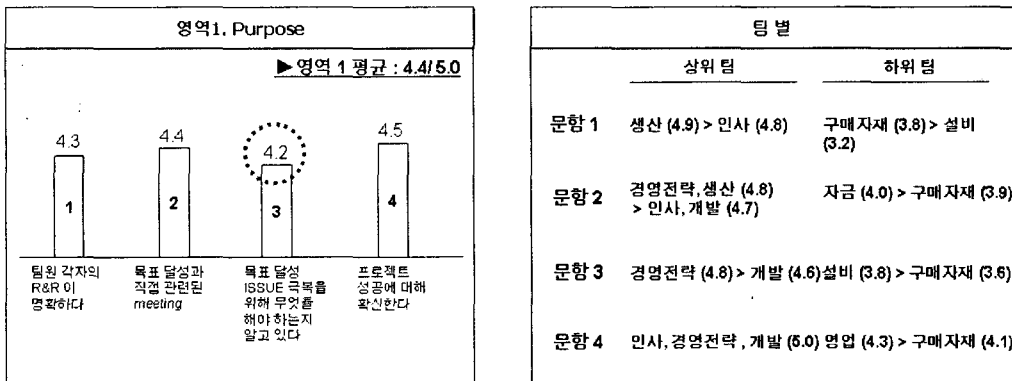 영역1. Purpose
▶영역 1 평균 : 4.4/5.0
4.3
4.4
4.2
4.5
1
2
3
4
팀원 각자의
R&R 이
명확하다
목표 달성과
직접 관련된
meeting
목표 달성
ISSUE 극복을
위해 무엇을
해야 하는지
알고 있다
프로젝트
성공에 대해
확신한다
팀 별
상위 팀
하위 팀
문항 1
생산 (4.9) > 인사 (4.8)
구매자재 (3.8) > 설비
(3.2)
문항 2
경영전략,생산 (4.8)
> 인사,개발 (4.7)
자금 (4.0) > 구매자재 (3.9)
문항 3
경영전략 (4.8) > 개발 (4.6)
설비 (3.8) > 구매자재 (3.6)
문항 4
인사,경영전략 , 개발 (5.0)
영업 (4.3) > 구매자재 (4.1)